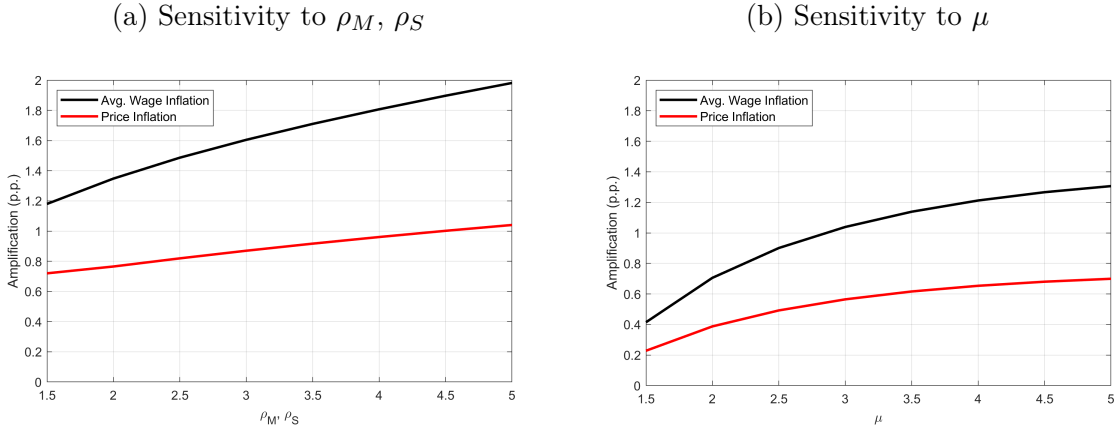 (a) Sensitivity to ρ_M, ρ_S
Amplification (p.p.)
2
1.8
1.6
1.4
1.2
1
0.8
0.6
0.4
0.2
0
Avg. Wage Inflation
Price Inflation
1.5 2 2.5 3 3.5 4 4.5 5
ρ_M, ρ_S
(b) Sensitivity to μ
Amplification (p.p.)
2
1.8
1.6
1.4
1.2
1
0.8
0.6
0.4
0.2
0
Avg. Wage Inflation
Price Inflation
1.5 2 2.5 3 3.5 4 4.5 5
μ